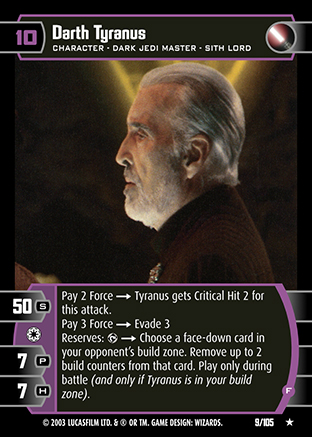 10 Darth Tyranus
CHARACTER • DARK JEDI MASTER • SITH LORD
Pay 2 Force → Tyranus gets Critical Hit 2 for
this attack.
Pay 3 Force → Evade 3
Reserves: → Choose a face-down card in
your opponent's build zone. Remove up to 2
build counters from that card. Play only during
battle (and only if Tyranus is in your build
zone).
50 S
7 P
7 H
F
© 2003 LUCASFILM LTD. & ® OR TM. GAME DESIGN: WIZARDS. 9/105 ★